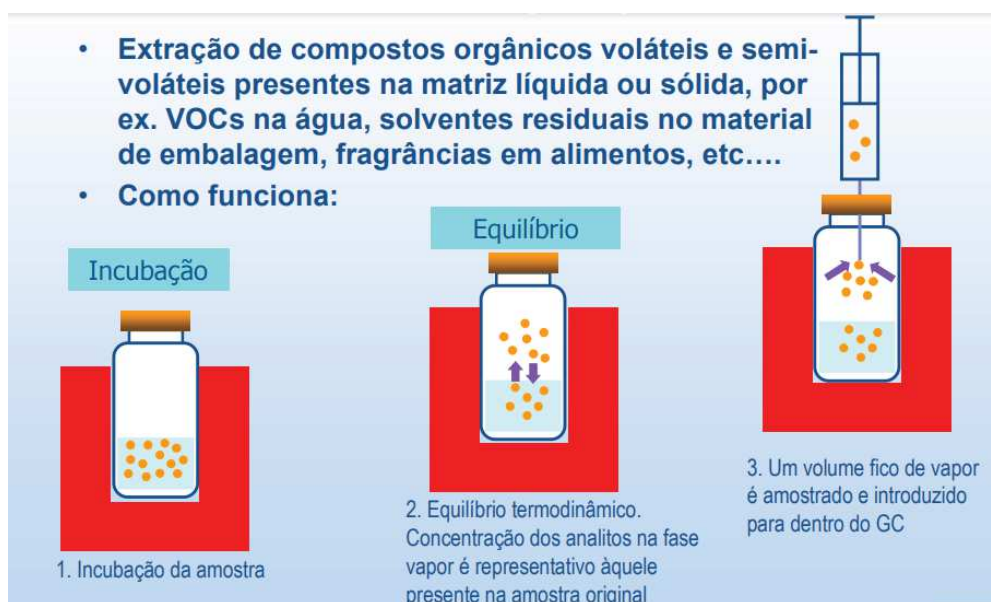 • Extração de compostos orgânicos voláteis e semi-
voláteis presentes na matriz líquida ou sólida, por
ex. VOCs na água, solventes residuais no material
de embalagem, fragrâncias em alimentos, etc....
• Como funciona:
Incubação
Equilíbrio
1. Incubação da amostra
2. Equilíbrio termodinâmico.
Concentração dos analitos na fase
vapor é representativo àquele
presente na amostra original
3. Um volume fico de vapor
é amostrado e introduzido
para dentro do GC